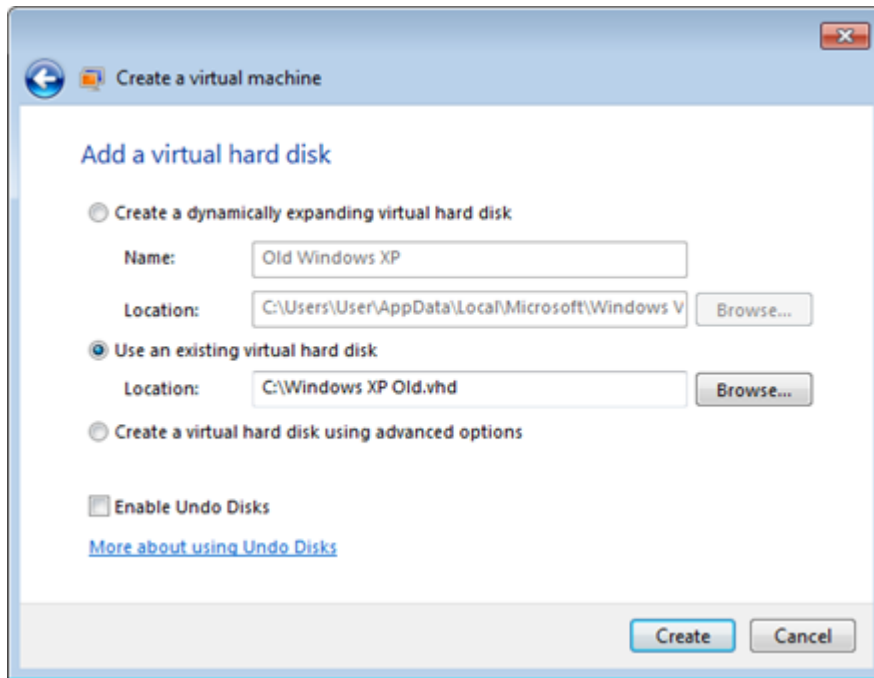 Create a virtual machine
Add a virtual hard disk
Create a dynamically expanding virtual hard disk
Name: Old Windows XP
Location: C:\Users\User\AppData\Local\Microsoft\Windows V Browse...
Use an existing virtual hard disk
Location: C:\Windows XP Old.vhd Browse...
Create a virtual hard disk using advanced options
Enable Undo Disks
More about using Undo Disks
Create Cancel